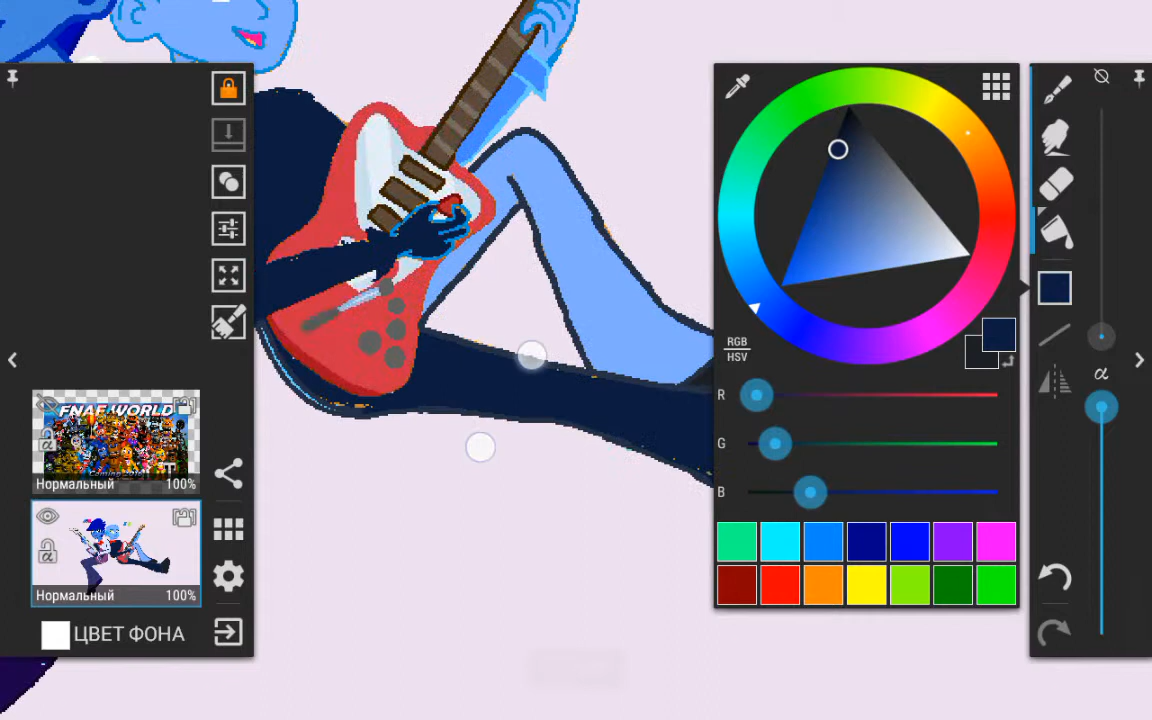 FNAF WORLD
Нормальный 100%
Нормальный 100%
ЦВЕТ ФОНА
RGB
HSV
R
G
B
α
α
α